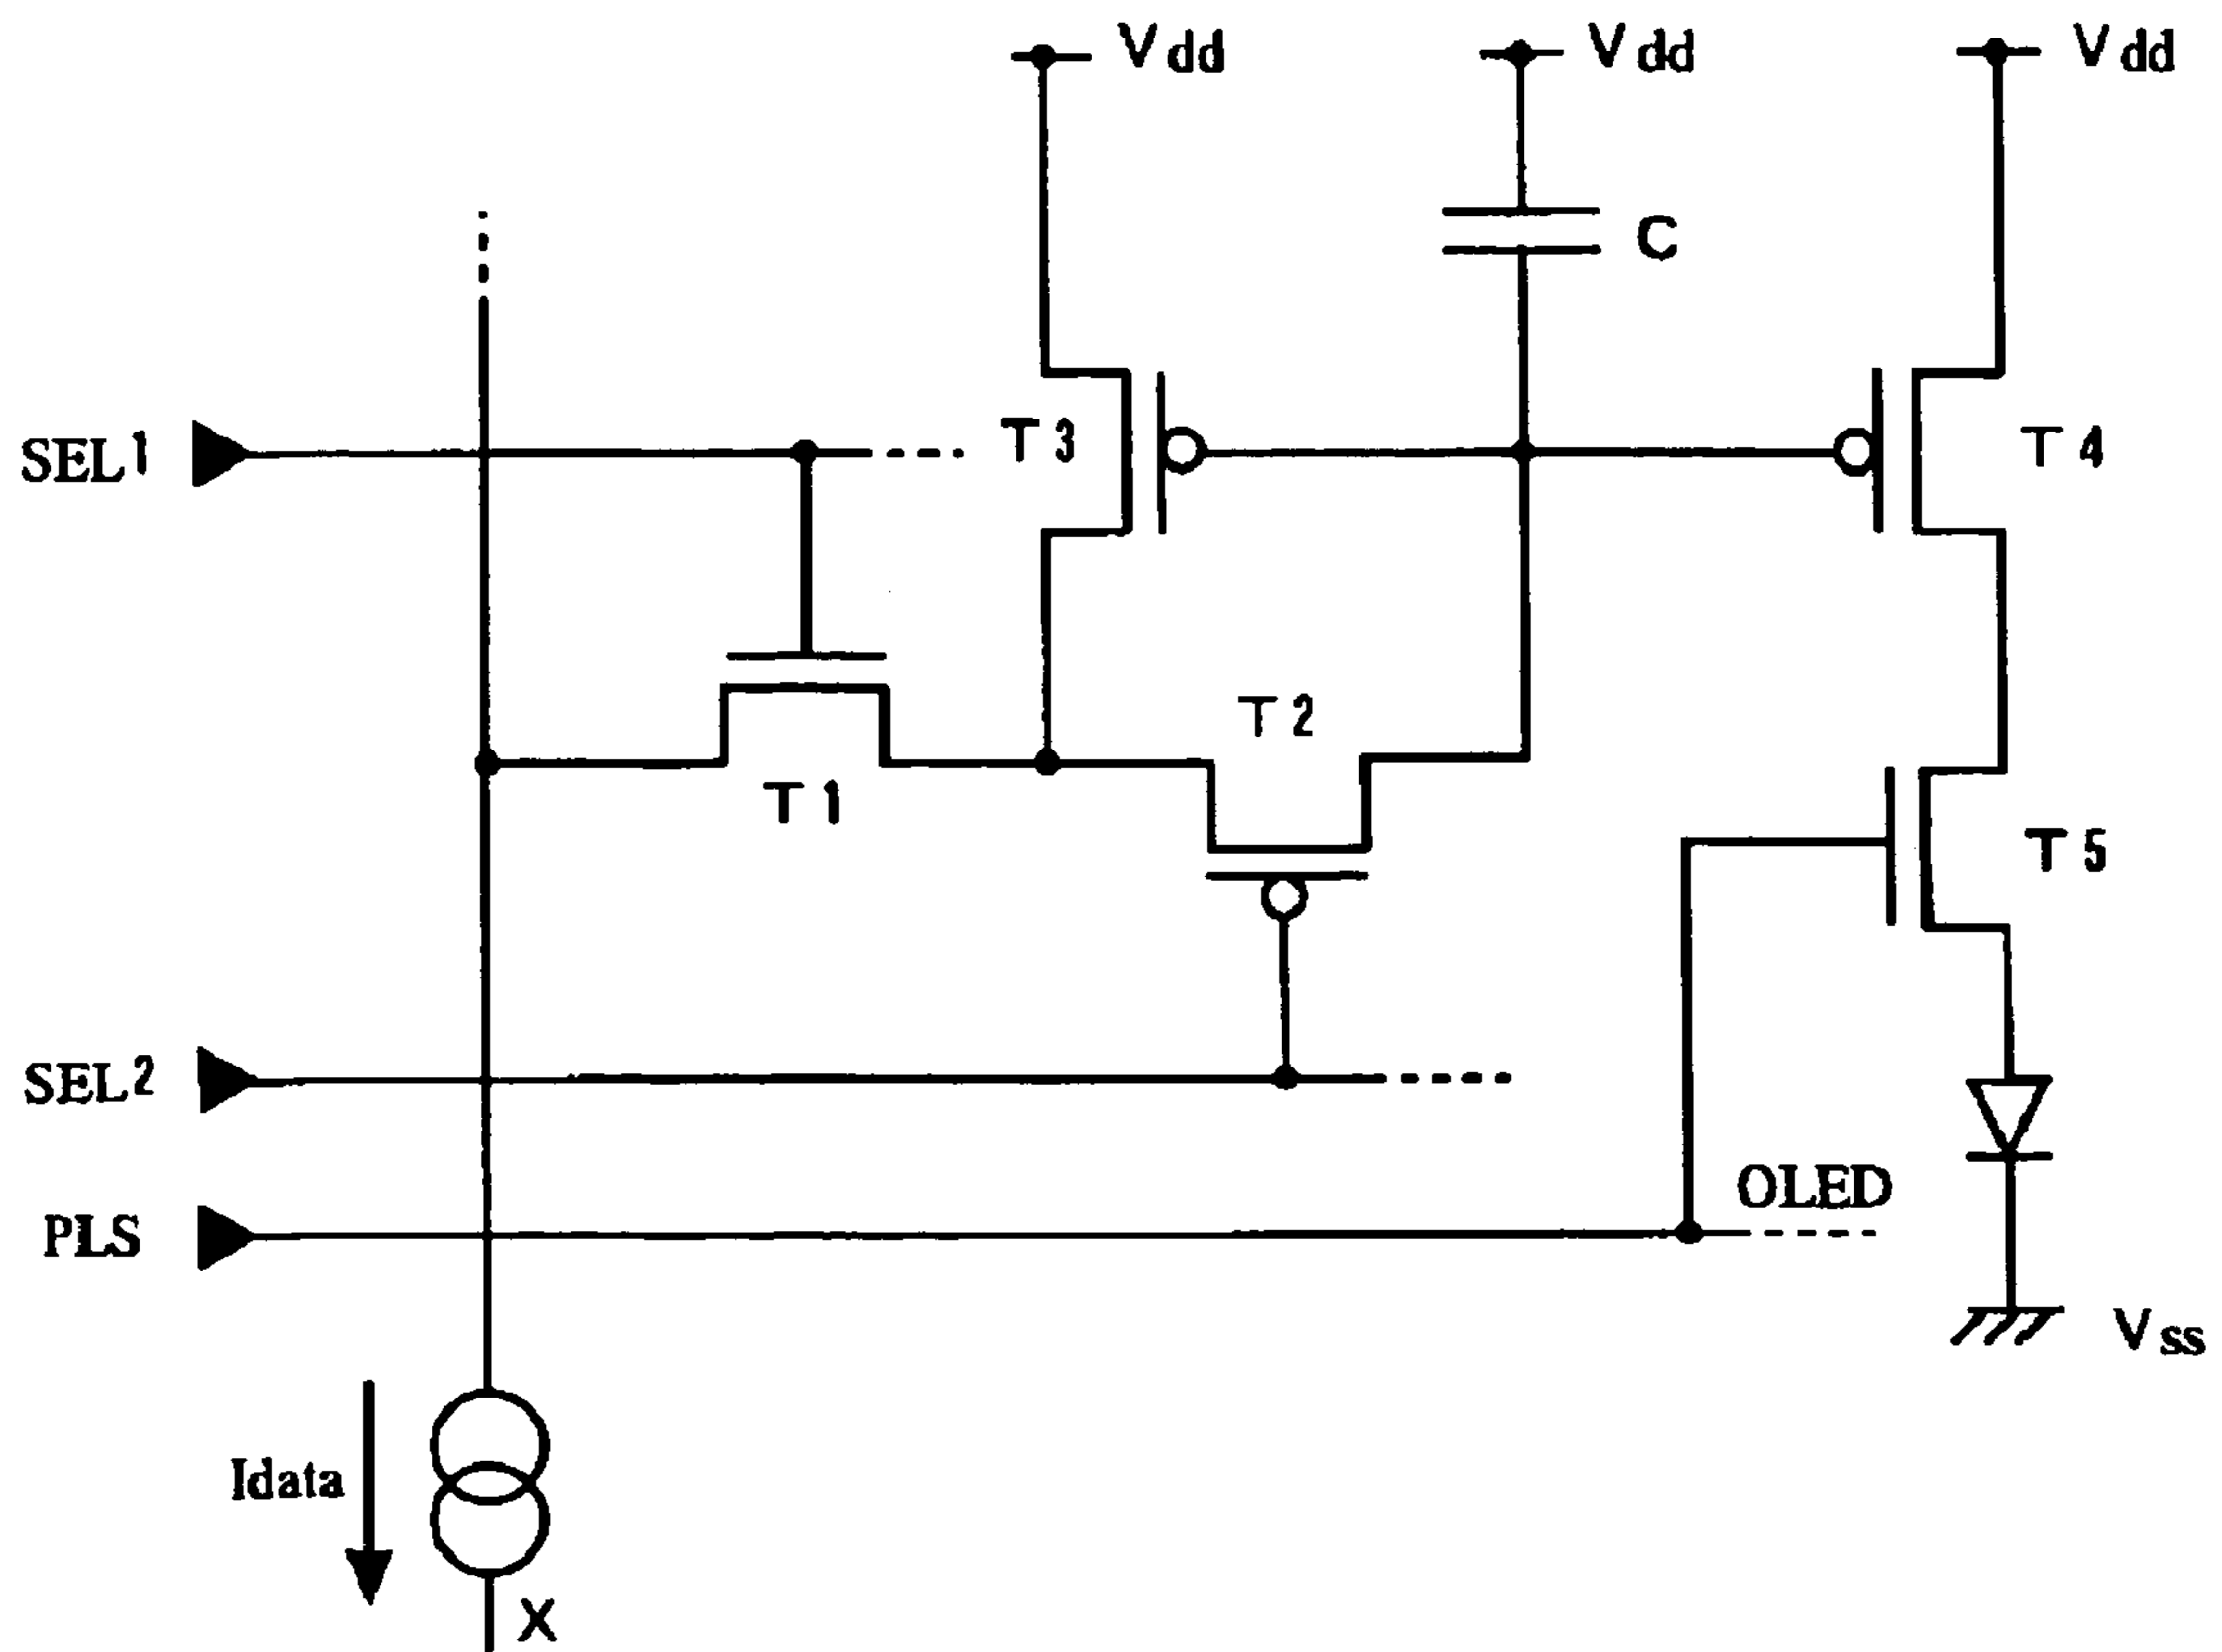 Vdd
Vdd
Vdd
C
SEL1
T3
T4
T2
T1
T5
SEL2
OLED
PLS
Vss
Idata
X